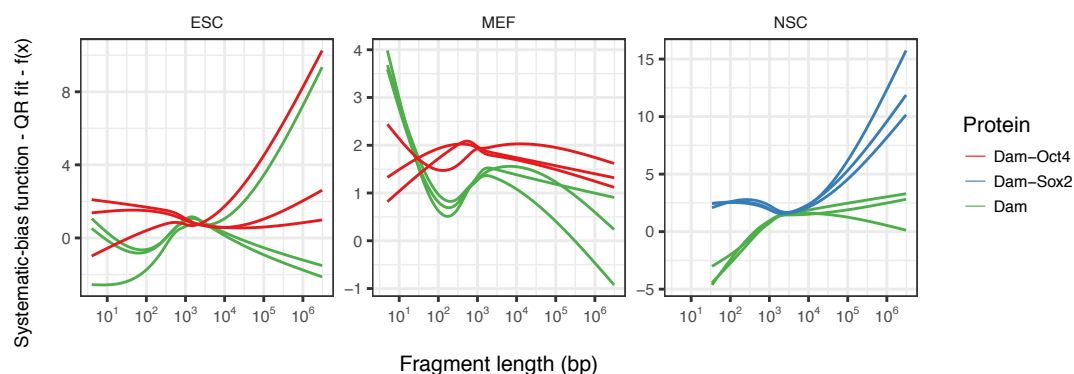 ESC MEF NSC
Systematic-bias function - QR fit - f(x)
8
4
0
4
3
2
1
0
−1
15
10
5
0
−5
10^1 10^2 10^3 10^4 10^5 10^6 10^1 10^2 10^3 10^4 10^5 10^6 10^1 10^2 10^3 10^4 10^5 10^6
Fragment length (bp)
Protein
Dam−Oct4
Dam−Sox2
Dam